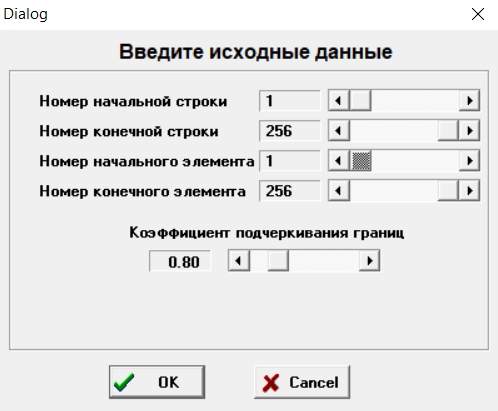 Dialog
Введите исходные данные
Номер начальной строки 1
Номер конечной строки 256
Номер начального элемента 1
Номер конечного элемента 256
Коэффициент подчеркивания границ
0.80
OK Cancel